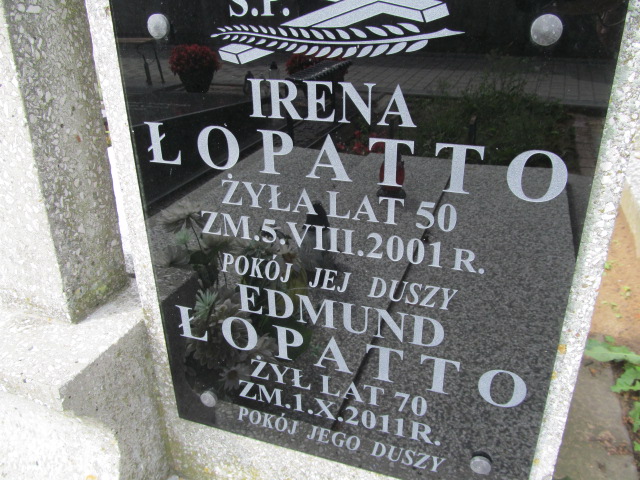 Ś.P.
IRENA
ŁOPATTO
ŻYŁA LAT 50
ZM.5.VIII.2001 R.
POKÓJ JEJ DUSZY
EDMUND
ŁOPATTO
ŻYŁ LAT 70
ZM.1.X.2011R.
POKÓJ JEGO DUSZY